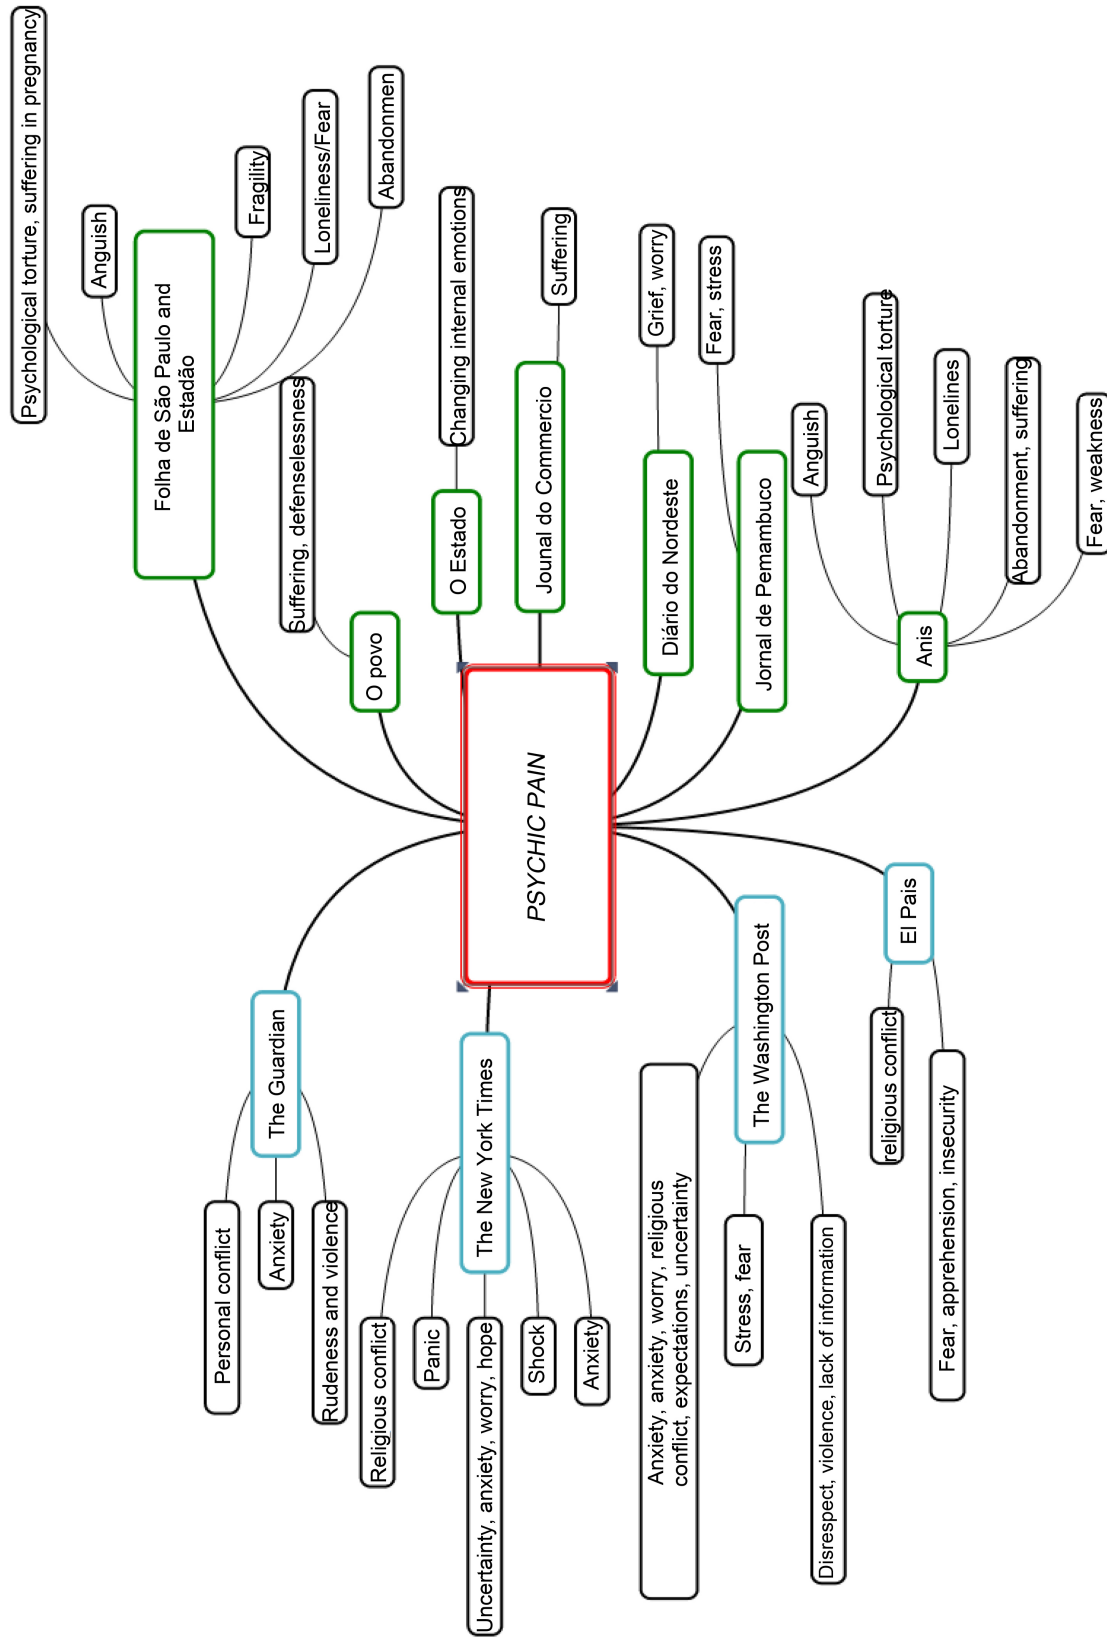 Psychological torture, suffering in pregnancy
Anguish
Folha de São Paulo and
Estadão
Fragility
Loneliness/Fear
Abandonmen
Suffering, defenselessness
O povo
Changing internal emotions
O Estado
Suffering
Jounal do Commercio
Grief, worry
Diário do Nordeste
Fear, stress
Jornal de Pemambuco
Anguish
Psychological torture
Lonelines
Abandonment, suffering
Fear, weakness
Anis
PSYCHIC PAIN
The Guardian
Personal conflict
Anxiety
Rudeness and violence
The New York Times
Religious conflict
Panic
Uncertainty, anxiety, worry, hope
Shock
Anxiety
The Washington Post
Anxiety, anxiety, worry, religious
conflict, expectations, uncertainty
Stress, fear
Disrespect, violence, lack of information
El Pais
religious conflict
Fear, apprehension, insecurity